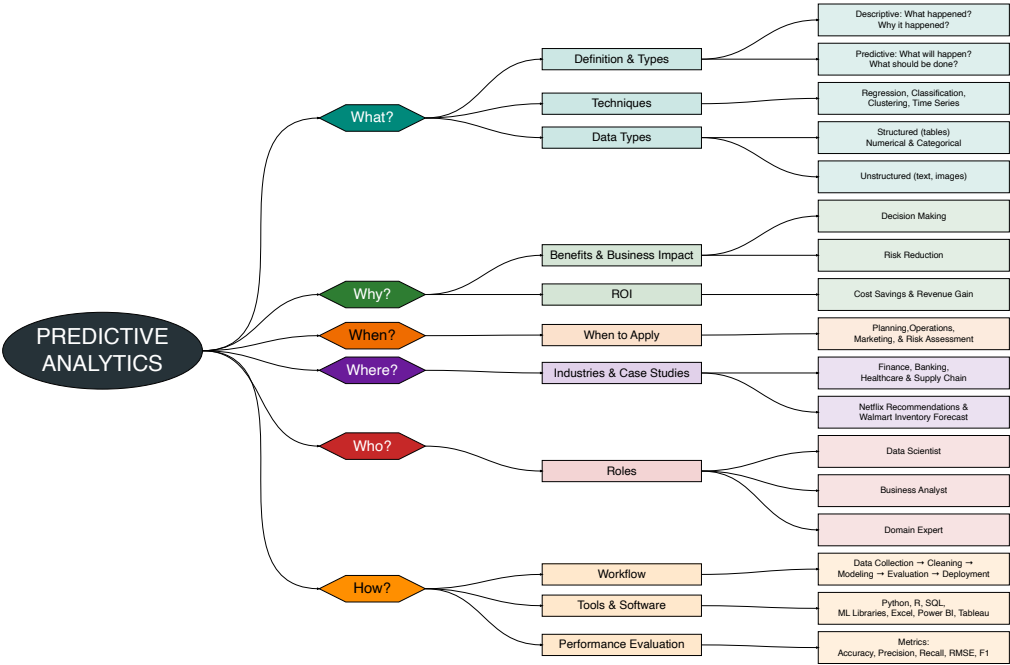 PREDICTIVE
ANALYTICS
What?
Definition & Types
Descriptive: What happened?
Why it happened?
Predictive: What will happen?
What should be done?
Techniques
Regression, Classification,
Clustering, Time Series
Data Types
Structured (tables)
Numerical & Categorical
Unstructured (text, images)
Why?
Benefits & Business Impact
Decision Making
Risk Reduction
ROI
Cost Savings & Revenue Gain
When?
When to Apply
Planning,Operations,
Marketing, & Risk Assessment
Where?
Industries & Case Studies
Finance, Banking,
Healthcare & Supply Chain
Netflix Recommendations &
Walmart Inventory Forecast
Who?
Roles
Data Scientist
Business Analyst
Domain Expert
How?
Workflow
Data Collection → Cleaning →
Modeling → Evaluation → Deployment
Tools & Software
Python, R, SQL,
ML Libraries, Excel, Power BI, Tableau
Performance Evaluation
Metrics:
Accuracy, Precision, Recall, RMSE, F1